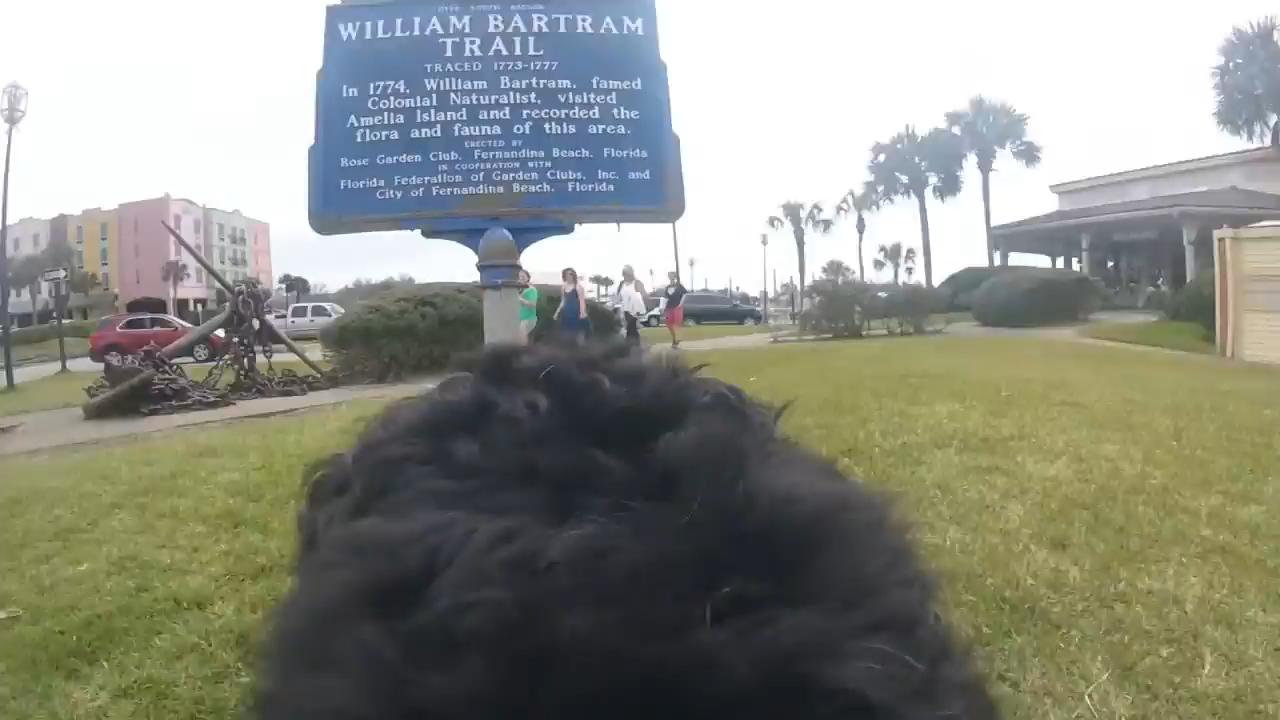 WILLIAM BARTRAM
TRAIL
TRACED 1773-1777
In 1774, William Bartram, famed
Colonial Naturalist, visited
Amelia Island and recorded the
flora and fauna of this area.
ERECTED BY
Rose Garden Club, Fernandina Beach, Florida
IN COOPERATION WITH
Florida Federation of Garden Clubs, Inc. and
City of Fernandina Beach, Florida